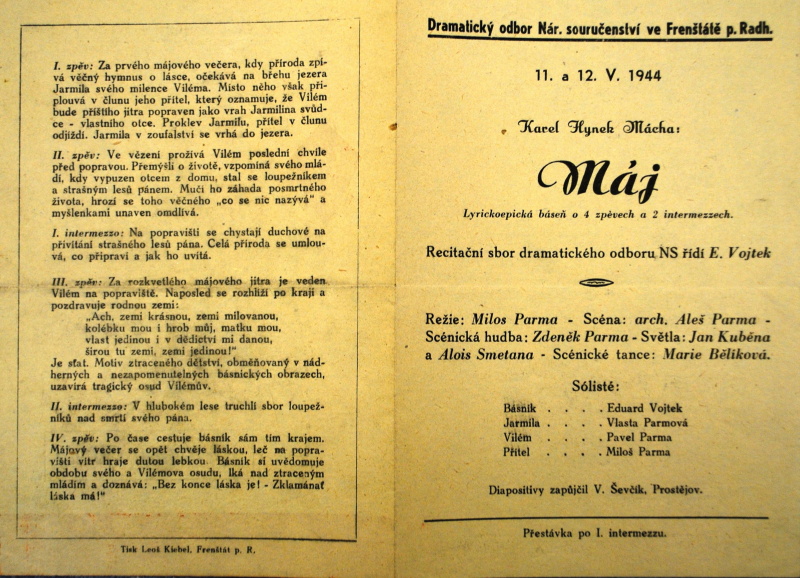 I. zpěv: Za prvého májového večera, kdy příroda zpí-
vá věčný hymnus o lásce, očekává na břehu jezera
Jarmila svého milence Viléma. Místo něho však při-
plouvá v člunu jeho přítel, který oznamuje, že Vilém
bude příštího jitra popraven jako vrah Jarmilina svůd-
ce - vlastního otce. Proklev Jarmilu, přítel v člunu
odjíždí. Jarmila v zoufalství se vrhá do jezera.
II. zpěv: Ve vězení prožívá Vilém poslední chvíle
před popravou. Přemýšlí o životě, vzpomíná svého mlá-
dí, kdy vypuzen otcem z domu, stal se loupežníkem
a strašným lesů pánem. Mučí ho záhada posmrtného
života, hrozí se toho věčného „co se nic nazývá" a
myšlenkami unaven omdlívá.
I. intermezzo: Na popravišti se chystají duchové na
přivítání strašného lesů pána. Celá příroda se umlou-
vá, co připraví a jak ho uvítá.
III. zpěv: Za rozkvetlého májového jitra je veden
Vilém na popraviště. Naposled se rozhlíží po kraji a
pozdravuje rodnou zemi:
„Ach, zemi krásnou, zemi milovanou,
kolébku mou i hrob můj, matku mou,
vlast jedinou i v dědictví mi danou,
širou tu zemi, zemi jedinou!"
Je sťat. Motiv ztraceného dětství, obměňovaný v nád-
herných a nezapomenutelných básnických obrazech,
uzavírá tragický osud Vilémův.
II. intermezzo: V hlubokém lese truchlí sbor loupež-
níků nad smrtí svého pána.
IV. zpěv: Po čase cestuje básník sám tím krajem.
Májový večer se opět chvěje láskou, leč na popra-
višti vítr hraje dutou lebkou. Básník si uvědomuje
obdobu svého a Vilémova osudu, lká nad ztraceným
mládím a doznává: „Bez konce láska je! - Zklamánať
láska má!"
Tisk Leoš Kiebel, Frenštát p. R.
Dramatický odbor Nár. souručenství ve Frenštátě p. Radh.
11. a 12. V. 1944
Karel Hynek Mácha:
Máj
Lyrickoepická báseň o 4 zpěvech a 2 intermezzech.
Recitační sbor dramatického odboru NS řídí E. Vojtek
Režie: Milos Parma - Scéna: arch. Aleš Parma -
Scénická hudba: Zdeněk Parma - Světla: Jan Kuběna
a Alois Smetana - Scénické tance: Marie Bělíková.
Sólisté:
Básník . . . . Eduard Vojtek
Jarmila . . . . Vlasta Parmová
Vilém . . . . Pavel Parma
Přítel . . . . Miloš Parma
Diapositivy zapůjčil V. Ševčík, Prostějov.
Přestávka po I. intermezzu.